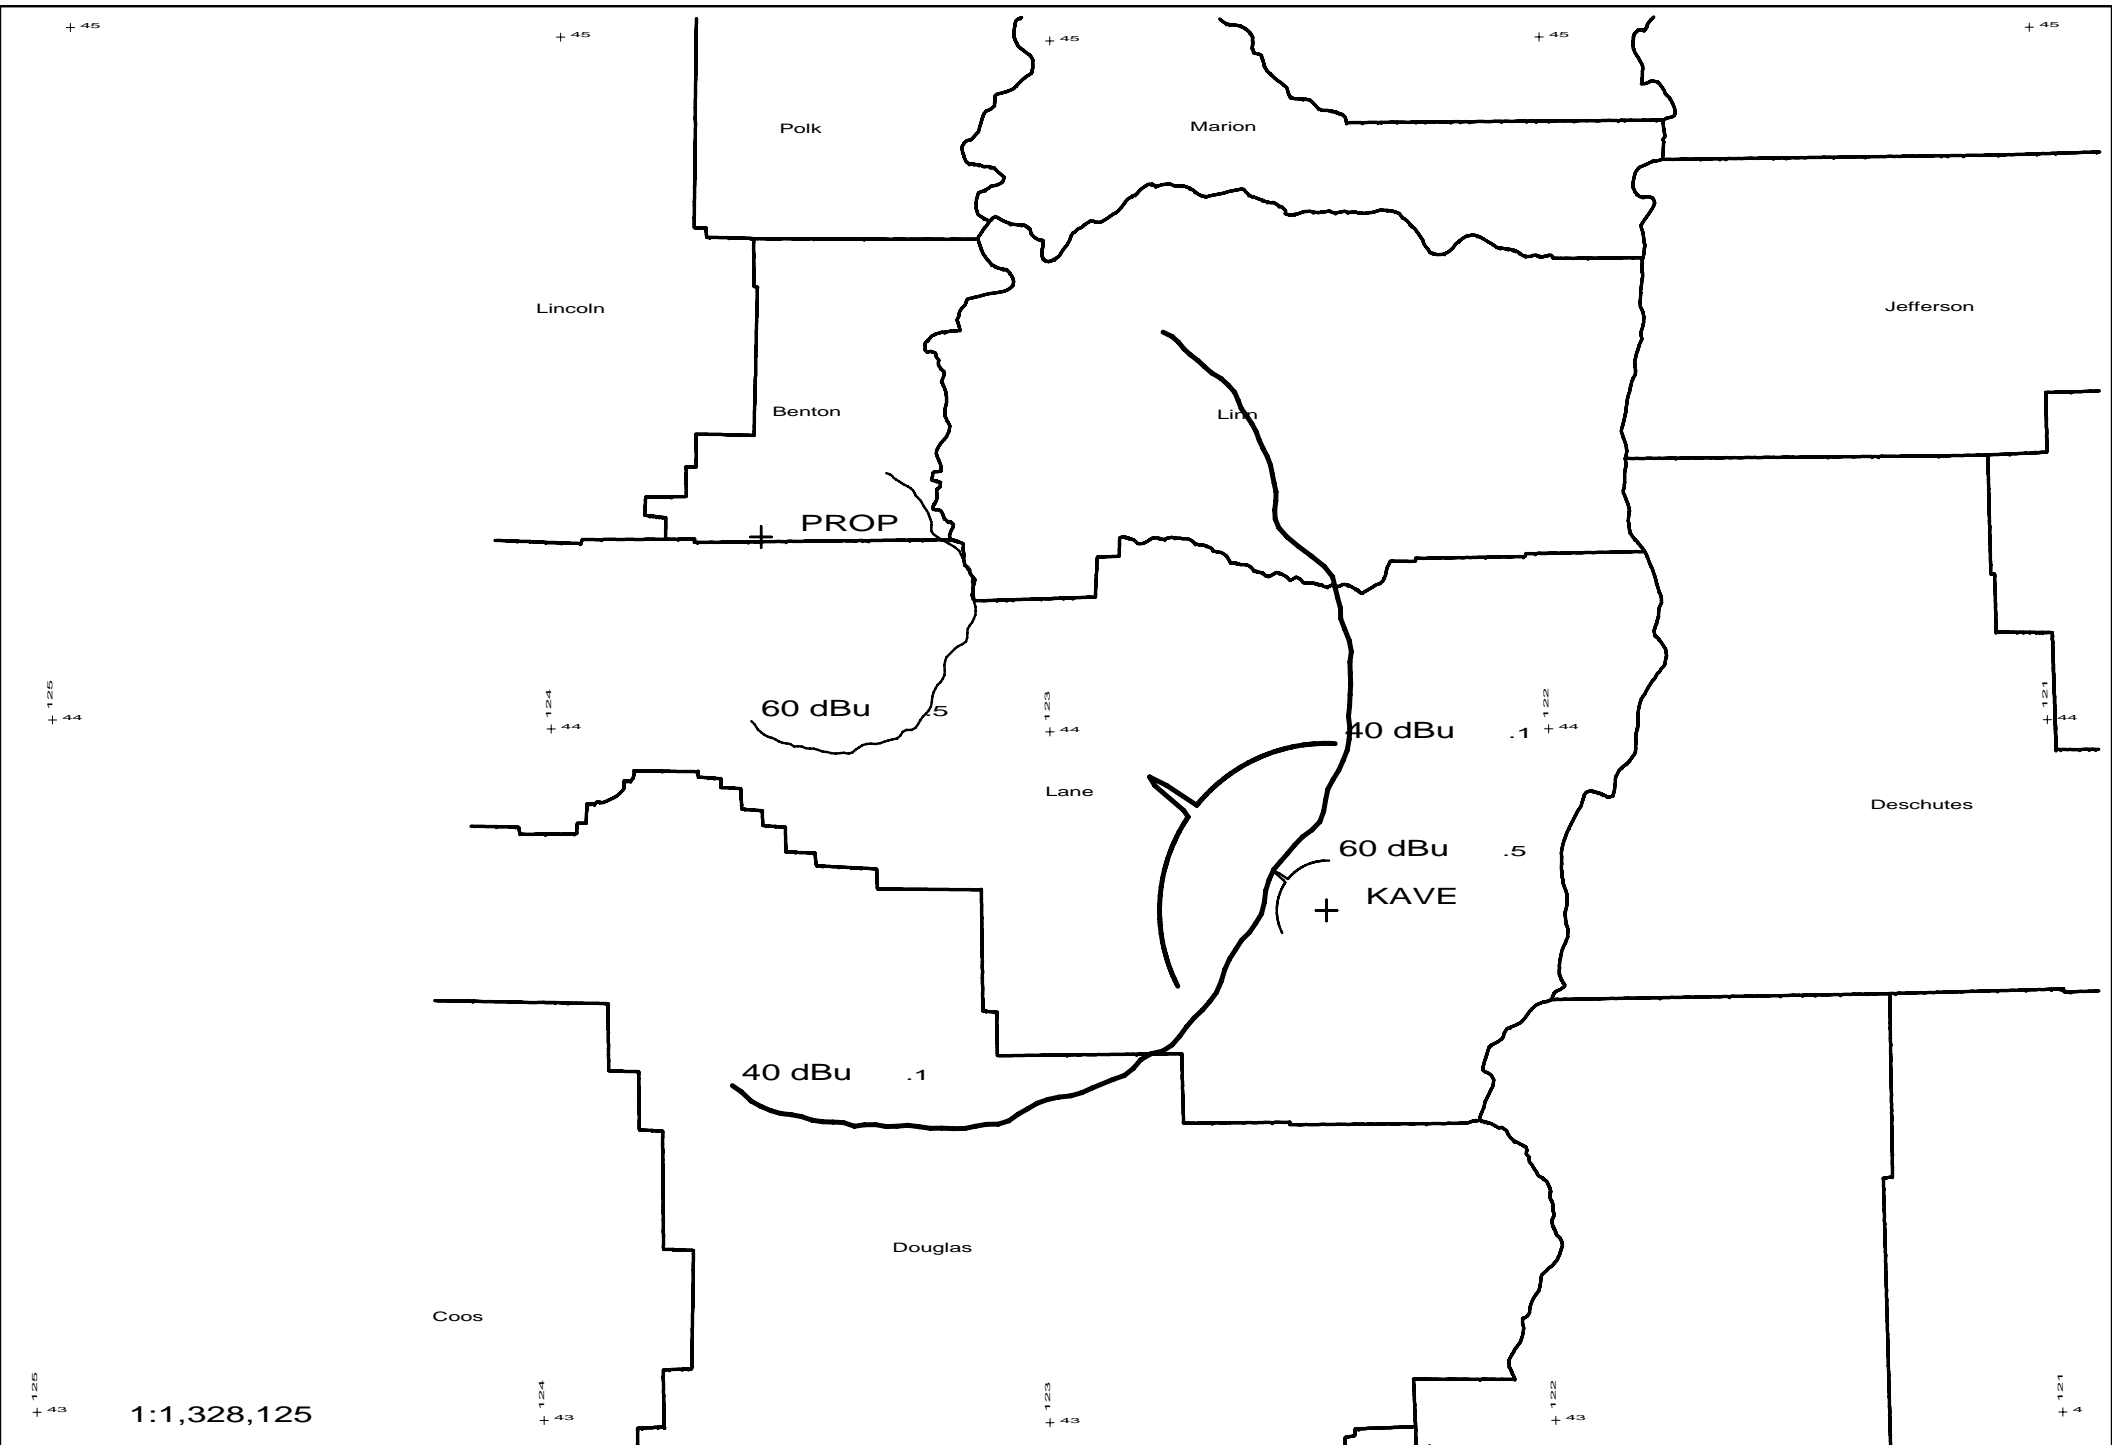 + 45
+ 45
+ 45
+ 45
+ 45
Polk
Marion
Lincoln
Jefferson
Benton
Linn
PROP
60 dBu .5
125
+ 44
124
+ 44
123
+ 44
40 dBu .1
122
+ 44
121
+ 44
Lane
Deschutes
60 dBu .5
KAVE
40 dBu .1
Douglas
Coos
125
+ 43
1:1,328,125
124
+ 43
123
+ 43
122
+ 43
121
+ 4